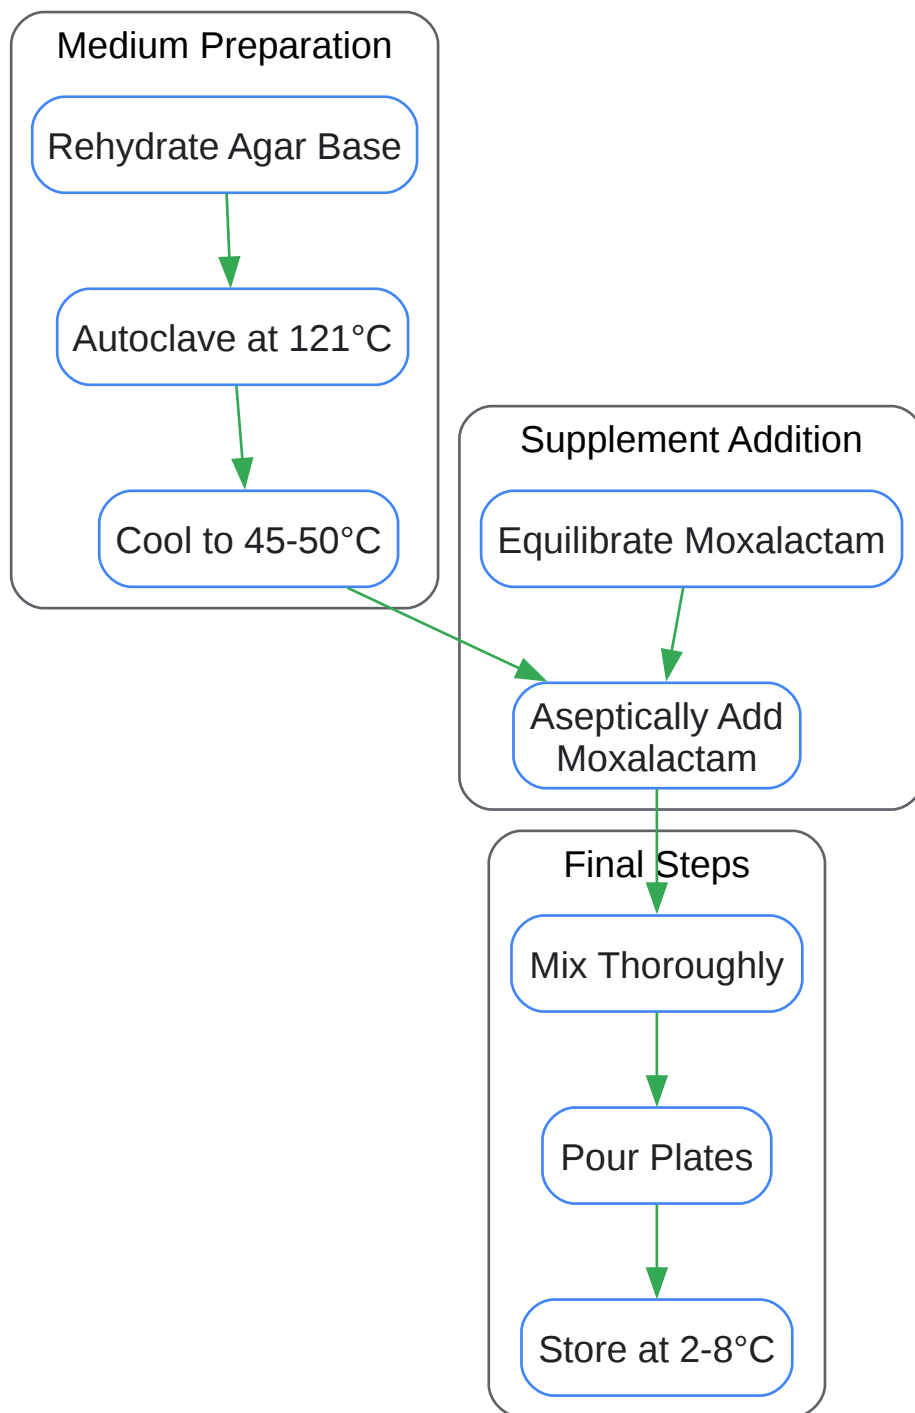 Medium Preparation
Rehydrate Agar Base
Autoclave at 121°C
Cool to 45-50°C
Supplement Addition
Equilibrate Moxalactam
Aseptically Add
Moxalactam
Final Steps
Mix Thoroughly
Pour Plates
Store at 2-8°C